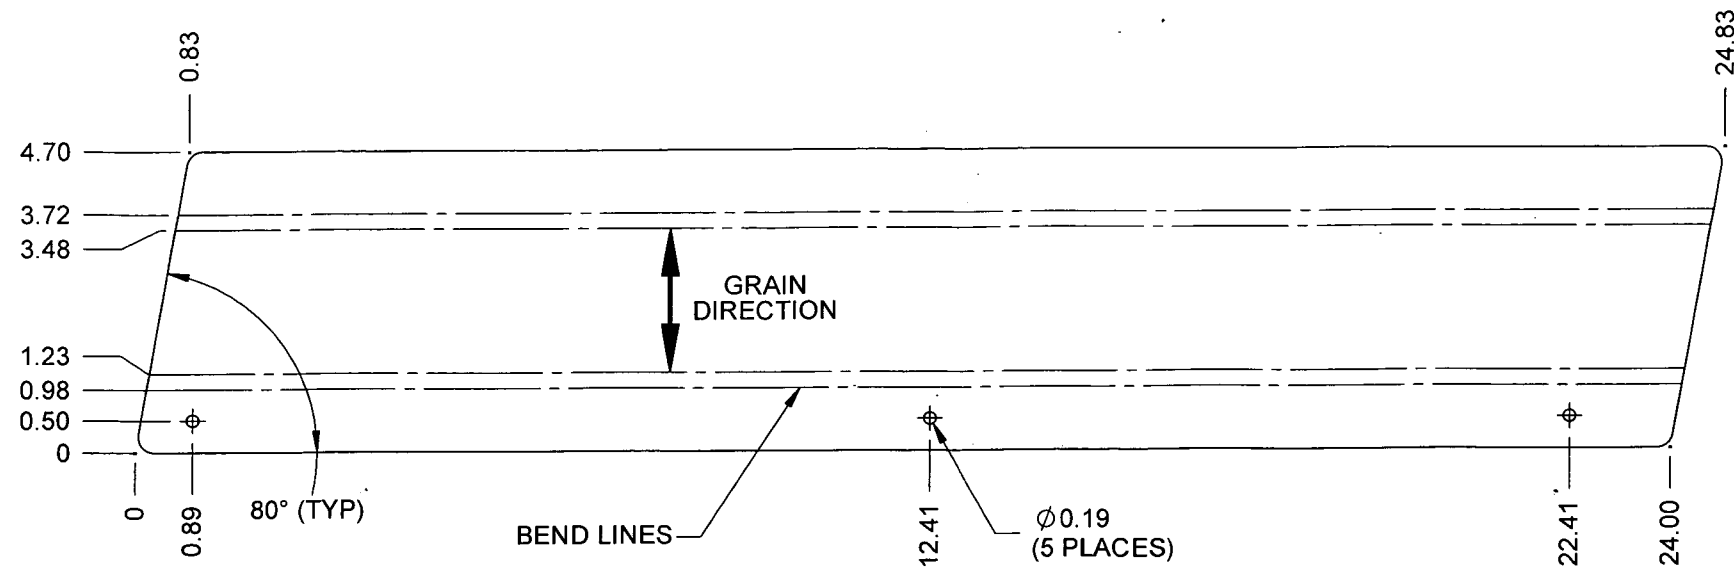 0.83
24.83
4.70
3.72
3.48
GRAIN
DIRECTION
1.23
0.98
0.50
0
0
0.89
80° (TYP)
BEND LINES
12.41
Ø0.19
(5 PLACES)
22.41
24.00